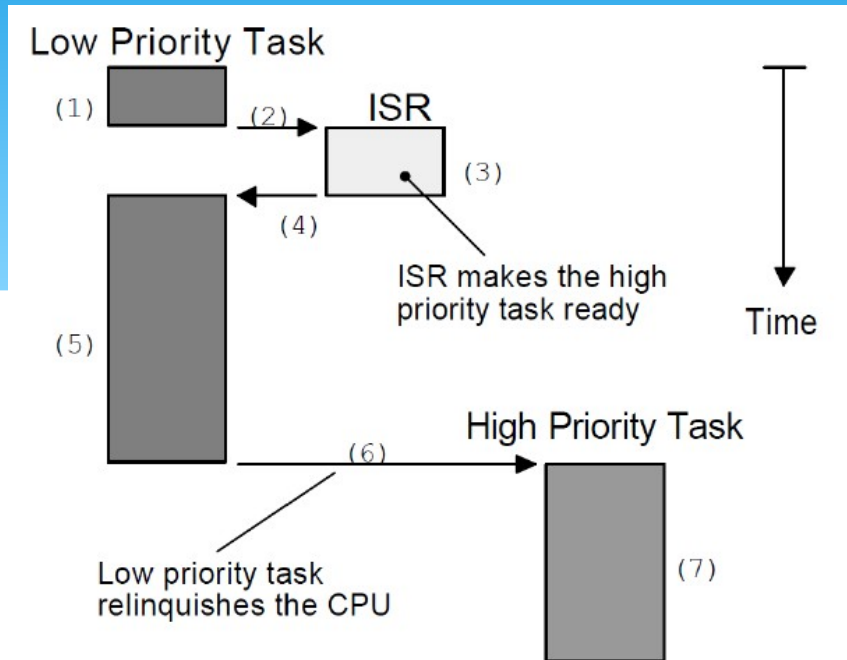 Low Priority Task
(1)
(2)
ISR
(3)
(4)
ISR makes the high
priority task ready
Time
(5)
High Priority Task
(6)
Low priority task
relinquishes the CPU
(7)